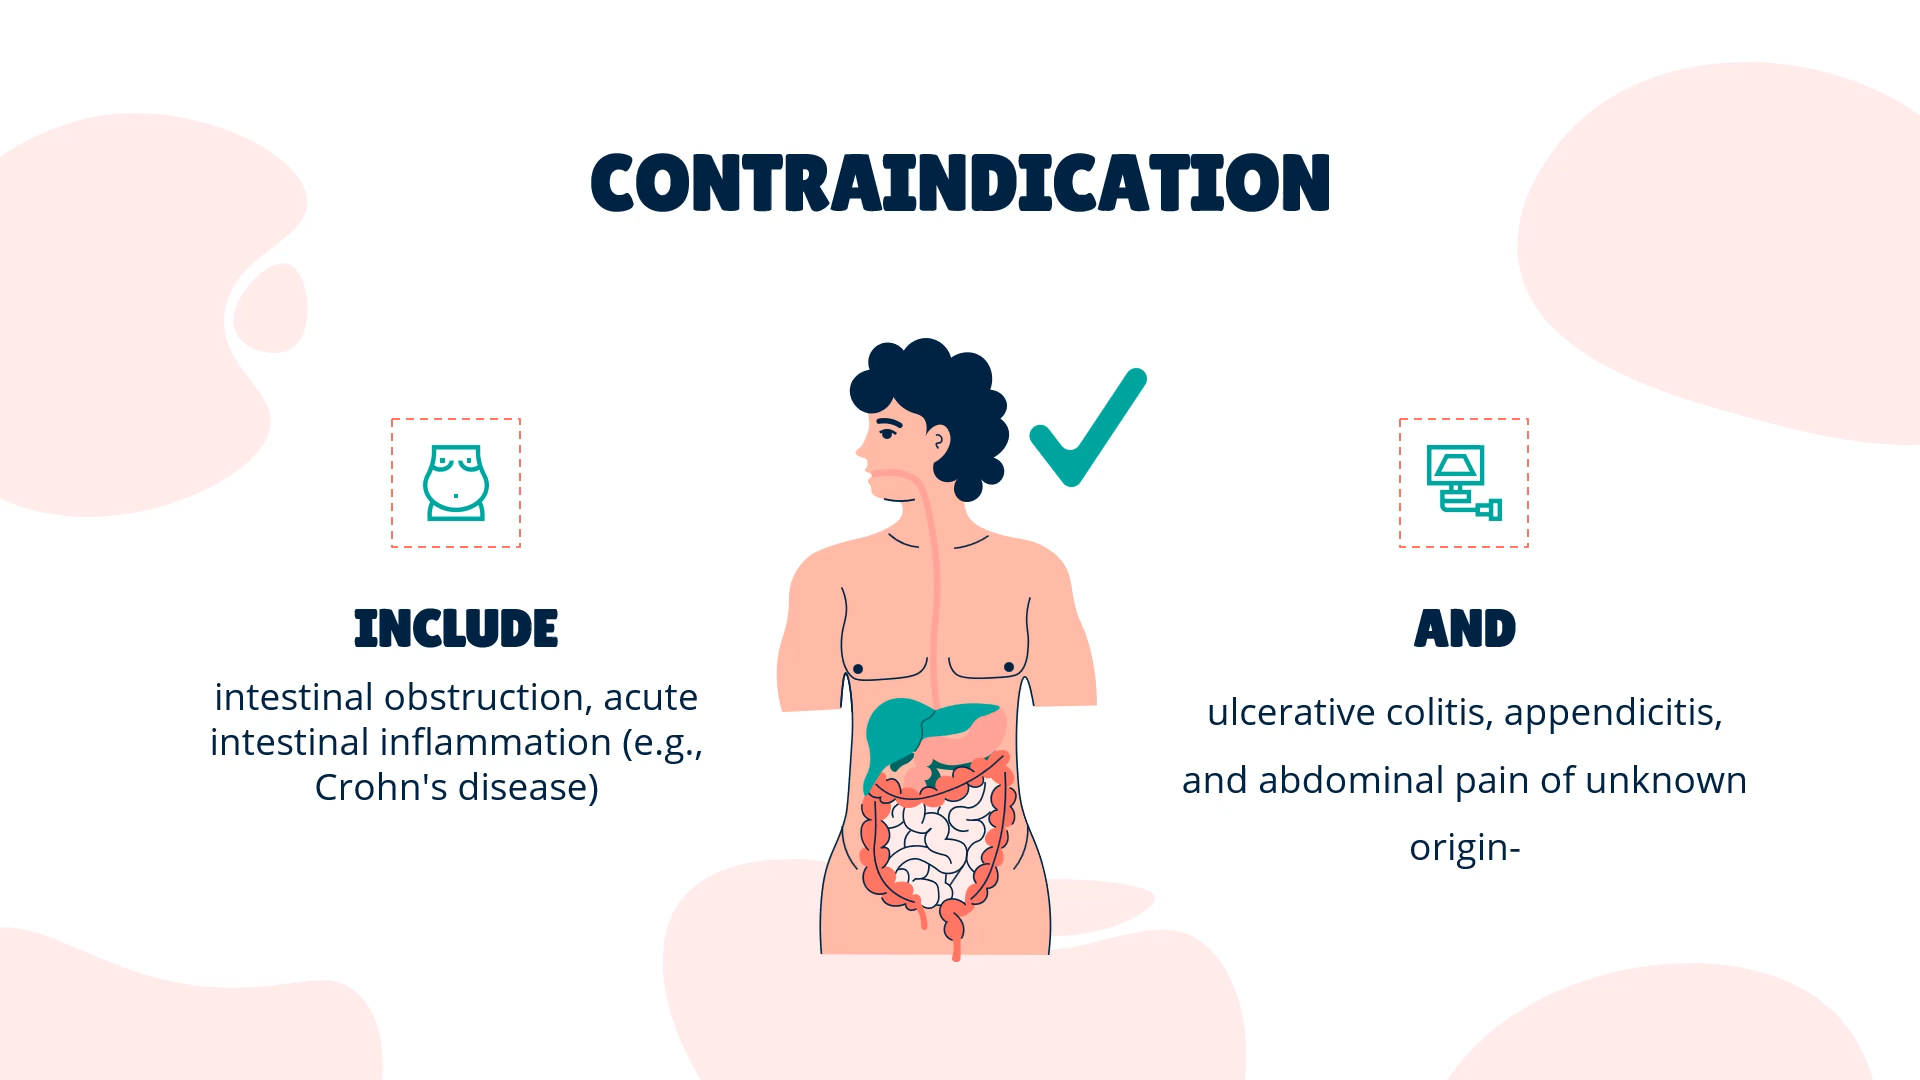 CONTRAINDICATION
INCLUDE
intestinal obstruction, acute
intestinal inflammation (e.g.,
Crohn's disease)
AND
ulcerative colitis, appendicitis,
and abdominal pain of unknown
origin-